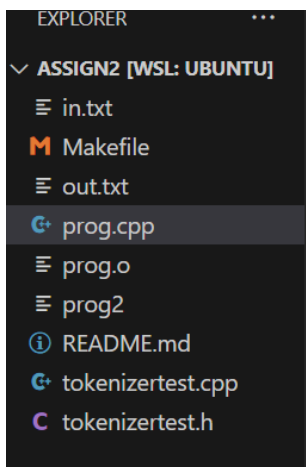 EXPLORER ...
ASSIGN2 [WSL: UBUNTU]
in.txt
M Makefile
out.txt
C+ prog.cpp
prog.o
prog2
README.md
C+ tokenizertest.cpp
C tokenizertest.h